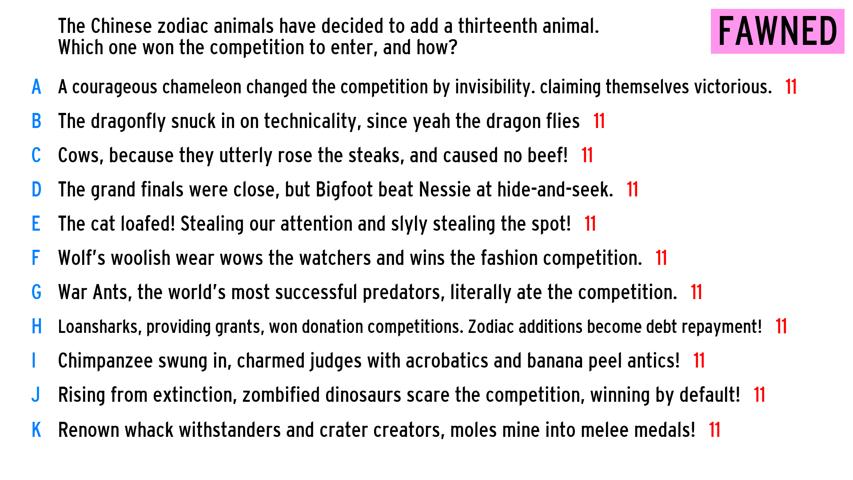 The Chinese zodiac animals have decided to add a thirteenth animal.
Which one won the competition to enter, and how?
FAWNED
A A courageous chameleon changed the competition by invisibility. claiming themselves victorious. 11
B The dragonfly snuck in on technicality, since yeah the dragon flies 11
C Cows, because they utterly rose the steaks, and caused no beef! 11
D The grand finals were close, but Bigfoot beat Nessie at hide-and-seek. 11
E The cat loafed! Stealing our attention and slyly stealing the spot! 11
F Wolf's woolish wear wows the watchers and wins the fashion competition. 11
G War Ants, the world's most successful predators, literally ate the competition. 11
H Loansharks, providing grants, won donation competitions. Zodiac additions become debt repayment! 11
I Chimpanzee swung in, charmed judges with acrobatics and banana peel antics! 11
J Rising from extinction, zombified dinosaurs scare the competition, winning by default! 11
K Renown whack withstanders and crater creators, moles mine into melee medals! 11